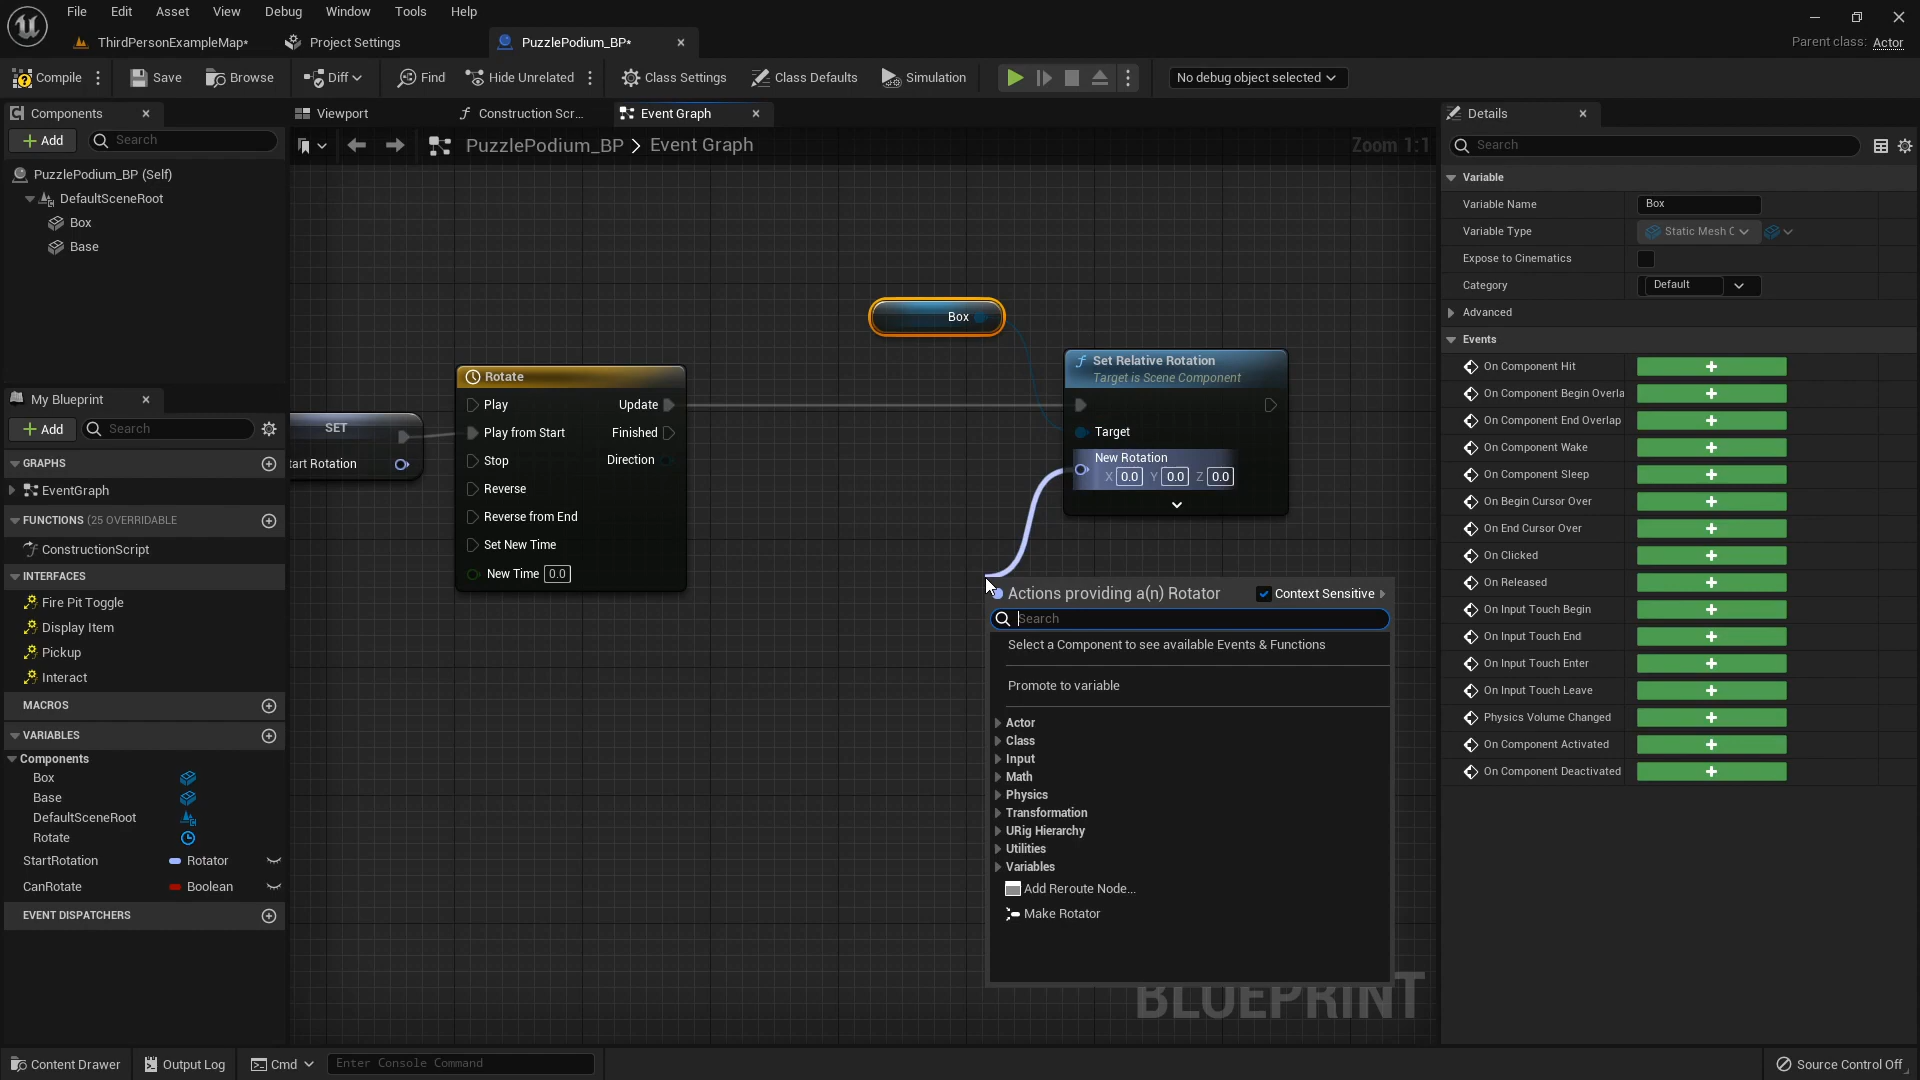 File Edit Asset View Debug Window Tools Help
ThirdPersonExampleMap* Project Settings PuzzlePodium_BP*
Parent class: Actor
Compile Save Browse Diff Find Hide Unrelated Class Settings Class Defaults Simulation No debug object selected
Components
Add Search
PuzzlePodium_BP (Self)
DefaultSceneRoot
Box
Base
My Blueprint
Add Search
GRAPHS
EventGraph
FUNCTIONS (25 OVERRIDABLE
ConstructionScript
INTERFACES
Fire Pit Toggle
Display Item
Pickup
Interact
MACROS
VARIABLES
Components
Box
Base
DefaultSceneRoot
Rotate
StartRotation Rotator
CanRotate Boolean
EVENT DISPATCHERS
Viewport Construction Scr... Event Graph
PuzzlePodium_BP > Event Graph Zoom 1:1
SET
tart Rotation
Rotate
Play Update
Play from Start Finished
Stop Direction
Reverse
Reverse from End
Set New Time
New Time 0.0
Box
Set Relative Rotation
Target is Scene Component
Target
New Rotation
X 0.0 Y 0.0 Z 0.0
Actions providing a(n) Rotator Context Sensitive
Search
Select a Component to see available Events & Functions
Promote to variable
Actor
Class
Input
Math
Physics
Transformation
URig Hierarchy
Utilities
Variables
Add Reroute Node...
Make Rotator
BLUEPRINT
Details
Search
Variable
Variable Name Box
Variable Type Static Mesh C
Expose to Cinematics
Category Default
Advanced
Events
On Component Hit
On Component Begin Overla
On Component End Overlap
On Component Wake
On Component Sleep
On Begin Cursor Over
On End Cursor Over
On Clicked
On Released
On Input Touch Begin
On Input Touch End
On Input Touch Enter
On Input Touch Leave
Physics Volume Changed
On Component Activated
On Component Deactivated
Content Drawer Output Log Cmd Enter Console Command Source Control Off